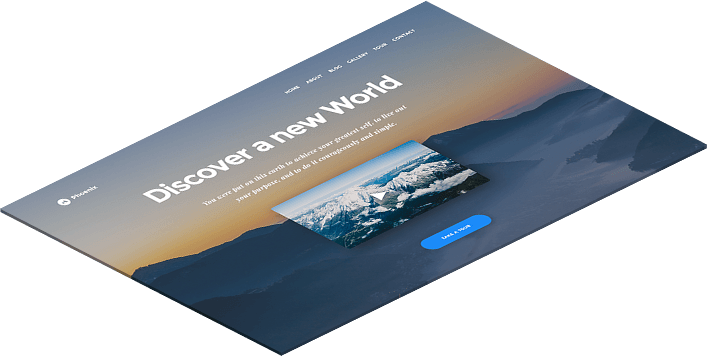 Phoenix
HOME ABOUT BLOG GALLERY TOUR CONTACT
Discover a new World
You were put on this earth to achieve your greatest self, to live out
your purpose, and to do it courageously and simple.
TAKE A TOUR